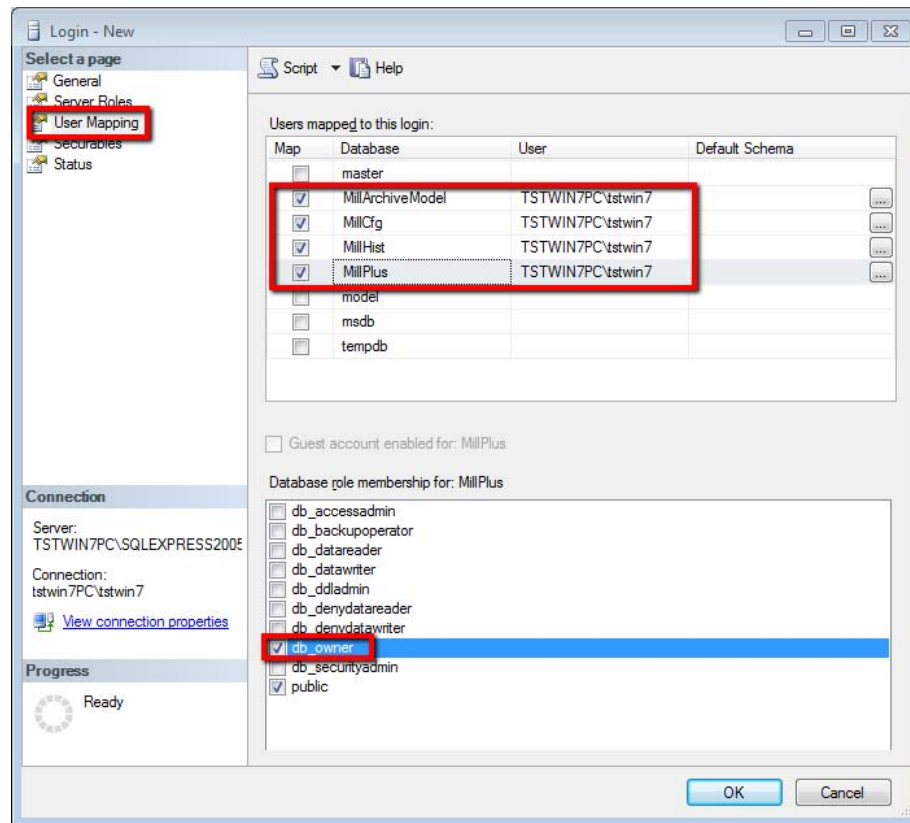 Login - New
Select a page
General
Server Roles
User Mapping
Securables
Status
Script Help
Users mapped to this login:
Map Database User Default Schema
master
MillArchiveModel TSTWIN7PC\tstwin7 ...
MillCfg TSTWIN7PC\tstwin7 ...
MillHist TSTWIN7PC\tstwin7 ...
MillPlus TSTWIN7PC\tstwin7 ...
model
msdb
tempdb
Guest account enabled for: MillPlus
Database role membership for: MillPlus
db_accessadmin
db_backupoperator
db_datareader
db_datawriter
db_ddladmin
db_denydatareader
db_denydatawriter
db_owner
db_securityadmin
public
Connection
Server:
TSTWIN7PC\SQLEXPRESS2005
Connection:
tstwin7PC\tstwin7
View connection properties
Progress
Ready
OK Cancel